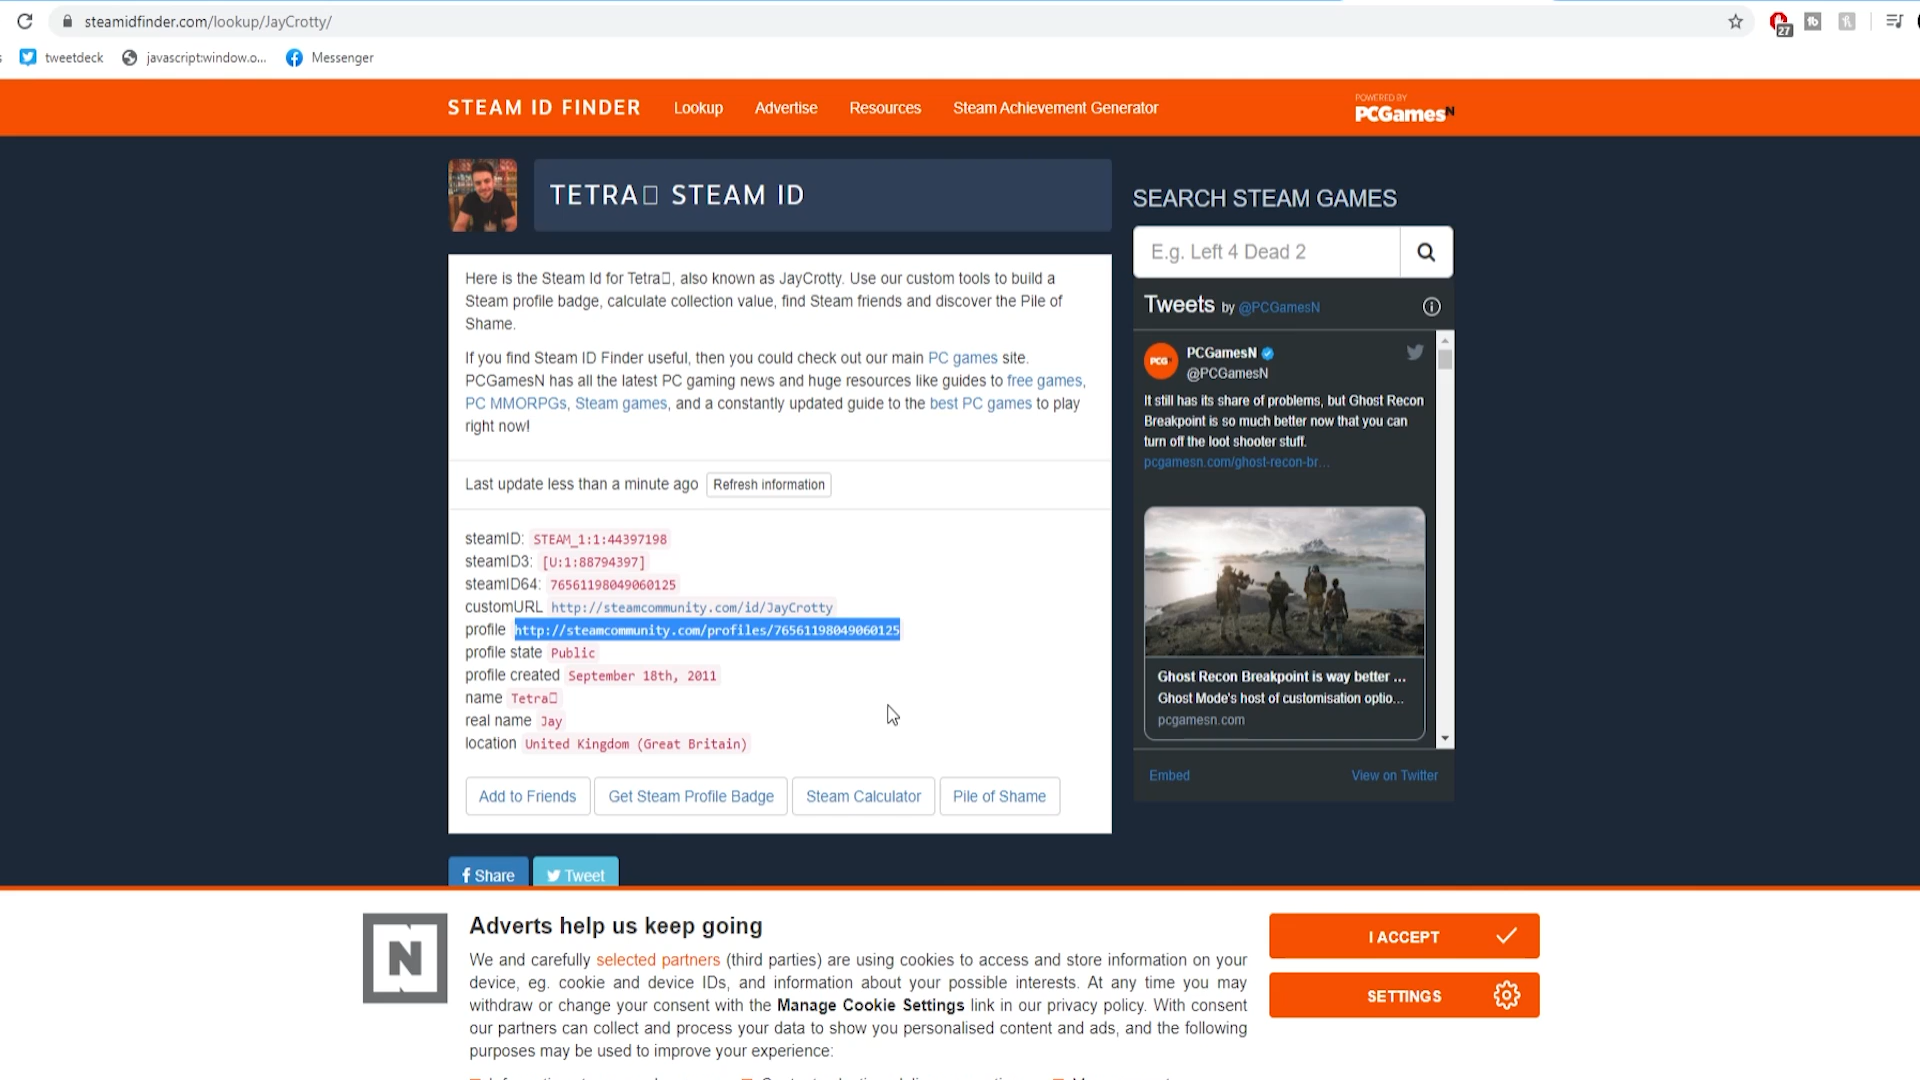 steamidfinder.com/lookup/JayCrotty/
27
tweetdeck
javascript:window.o...
Messenger
STEAM ID FINDER
Lookup
Advertise
Resources
Steam Achievement Generator
POWERED BY
PCGamesN
TETRA▯ STEAM ID
Here is the Steam Id for Tetra▯, also known as JayCrotty. Use our custom tools to build a
Steam profile badge, calculate collection value, find Steam friends and discover the Pile of
Shame.
If you find Steam ID Finder useful, then you could check out our main PC games site.
PCGamesN has all the latest PC gaming news and huge resources like guides to free games,
PC MMORPGs, Steam games, and a constantly updated guide to the best PC games to play
right now!
Last update less than a minute ago
Refresh information
steamID: STEAM_1:1:44397198
steamID3: [U:1:88794397]
steamID64: 76561198049060125
customURL http://steamcommunity.com/id/JayCrotty
profile http://steamcommunity.com/profiles/76561198049060125
profile state Public
profile created September 18th, 2011
name Tetra▯
real name Jay
location United Kingdom (Great Britain)
Add to Friends
Get Steam Profile Badge
Steam Calculator
Pile of Shame
Share
Tweet
SEARCH STEAM GAMES
E.g. Left 4 Dead 2
Tweets by @PCGamesN
PCG
PCGamesN
@PCGamesN
It still has its share of problems, but Ghost Recon
Breakpoint is so much better now that you can
turn off the loot shooter stuff.
pcgamesn.com/ghost-recon-br...
Ghost Recon Breakpoint is way better ...
Ghost Mode's host of customisation optio...
pcgamesn.com
Embed
View on Twitter
N
Adverts help us keep going
We and carefully selected partners (third parties) are using cookies to access and store information on your
device, eg. cookie and device IDs, and information about your possible interests. At any time you may
withdraw or change your consent with the Manage Cookie Settings link in our privacy policy. With consent
our partners can collect and process your data to show you personalised content and ads, and the following
purposes may be used to improve your experience:
I ACCEPT
SETTINGS